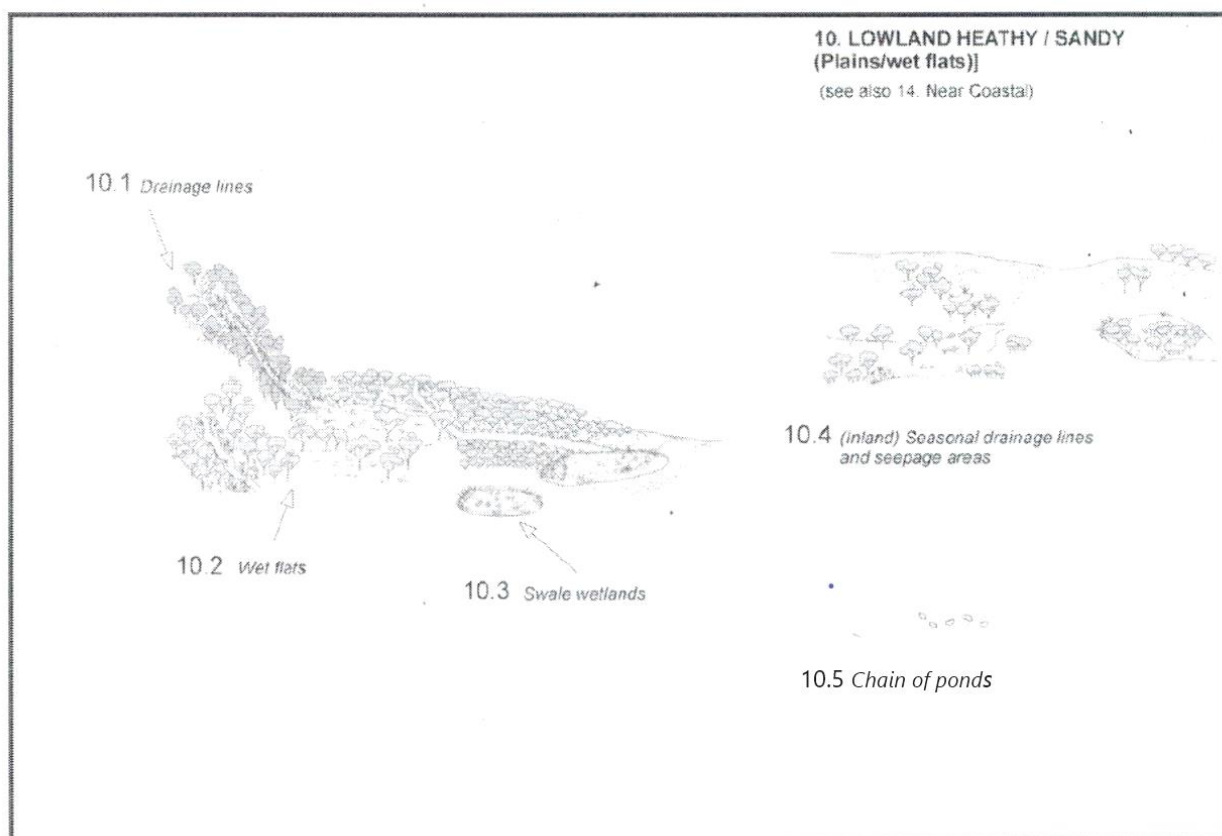 10. LOWLAND HEATHY / SANDY
(Plains/wet flats)]
(see also 14. Near Coastal)
10.1 Drainage lines
10.2 Wet flats
10.3 Swale wetlands
10.4 (inland) Seasonal drainage lines
and seepage areas
10.5 Chain of ponds